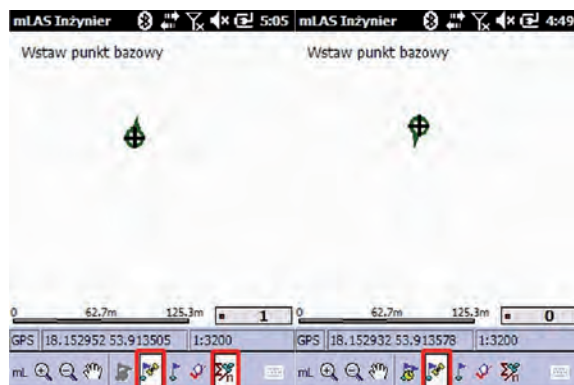 mLAS Inżynier 5:05
Wstaw punkt bazowy
0 62.7m 125.3m 1
GPS 18.152952 53.913505 1:3200
mL
mLAS Inżynier 4:49
Wstaw punkt bazowy
0 62.7m 125.3m 0
GPS 18.152932 53.913578 1:3200
mL